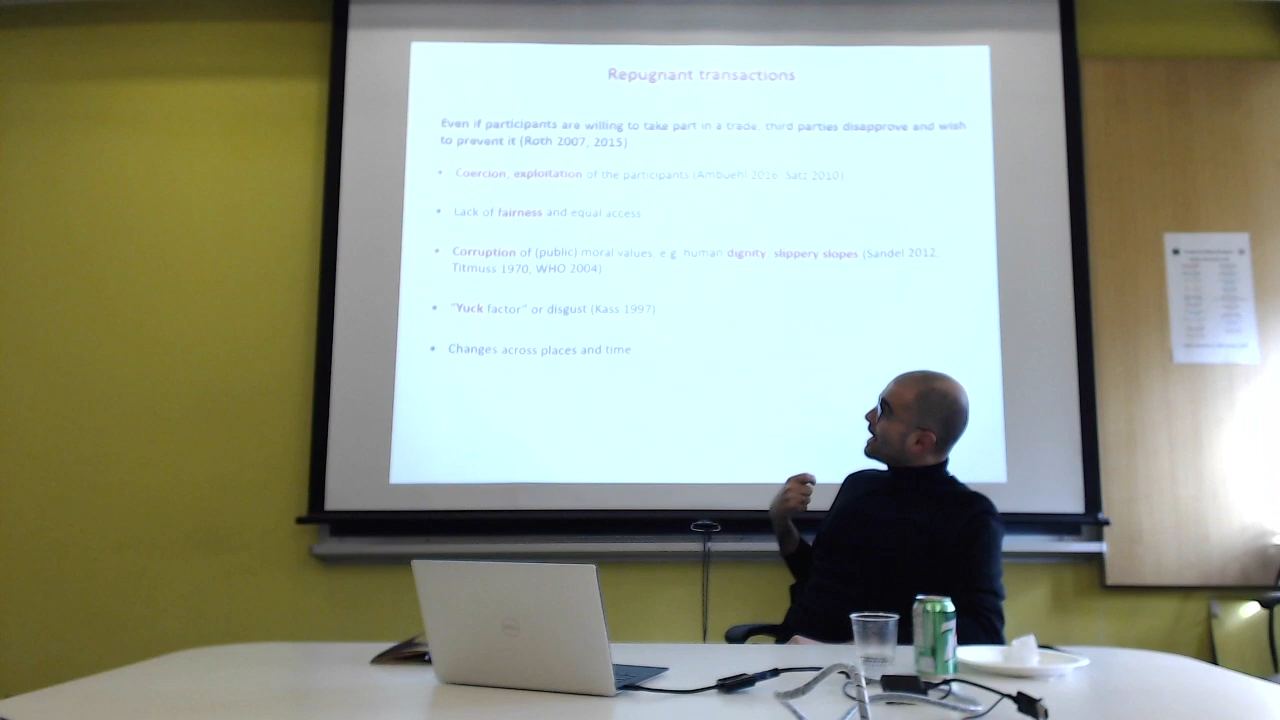 Repugnant transactions
Even if participants are willing to take part in a trade, third parties disapprove and wish
to prevent it (Roth 2007, 2015)
• Coercion, exploitation of the participants (Ambuehl 2016, Satz 2010)
• Lack of fairness and equal access
• Corruption of (public) moral values, e.g. human dignity, slippery slopes (Sandel 2012,
Titmuss 1970, WHO 2004)
• "Yuck factor" or disgust (Kass 1997)
• Changes across places and time
DELL